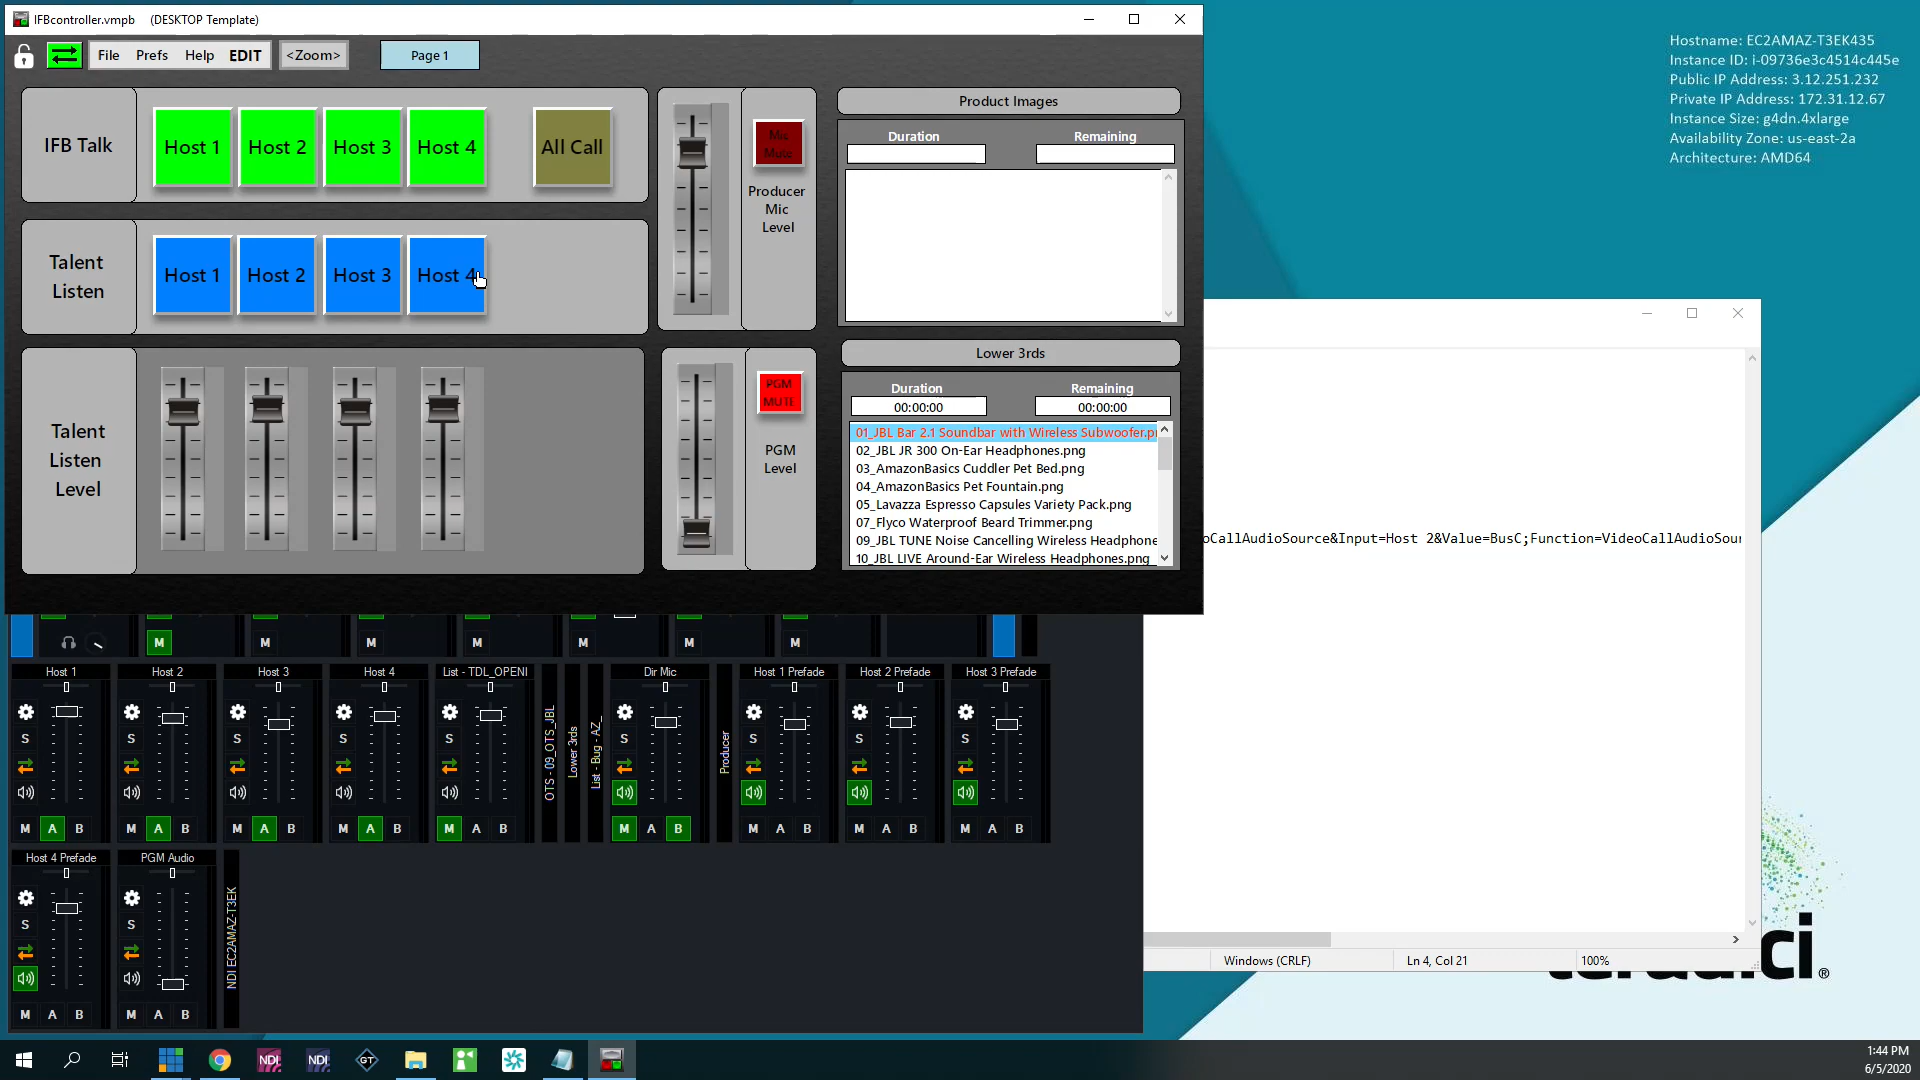 IFBcontroller.vmpb (DESKTOP Template)
File Prefs Help EDIT <Zoom> Page 1
IFB Talk
Host 1 Host 2 Host 3 Host 4 All Call
Mic
Mute
Producer
Mic
Level
Talent
Listen
Host 1 Host 2 Host 3 Host 4
Talent
Listen
Level
PGM
MUTE
PGM
Level
Product Images
Duration Remaining
Lower 3rds
Duration Remaining
00:00:00 00:00:00
01_JBL Bar 2.1 Soundbar with Wireless Subwoofer.pn
02_JBL JR 300 On-Ear Headphones.png
03_AmazonBasics Cuddler Pet Bed.png
04_AmazonBasics Pet Fountain.png
05_Lavazza Espresso Capsules Variety Pack.png
07_Flyco Waterproof Beard Trimmer.png
09_JBL TUNE Noise Cancelling Wireless Headphone
10_JBL LIVE Around-Ear Wireless Headphones.png
Hostname: EC2AMAZ-T3EK435
Instance ID: i-09736e3c4514c445e
Public IP Address: 3.12.251.232
Private IP Address: 172.31.12.67
Instance Size: g4dn.4xlarge
Availability Zone: us-east-2a
Architecture: AMD64
oCallAudioSource&Input=Host 2&Value=BusC;Function=VideoCallAudioSour
Windows (CRLF) Ln 4, Col 21 100%
M M M M M M M
Host 1 Host 2 Host 3 Host 4 List - TDL_OPENI Dir Mic Host 1 Prefade Host 2 Prefade Host 3 Prefade
OTS - 09_OTS_JBL
Lower 3rds
List - Bug - AZ_
Producer
S S S S S S S S S
M A B M A B M A B M A B M A B M A B M A B M A B M A B
Host 4 Prefade PGM Audio
NDI EC2AMAZ-T3EK
S S
M A B M A B
®
NDI NDI GT
1:44 PM
6/5/2020